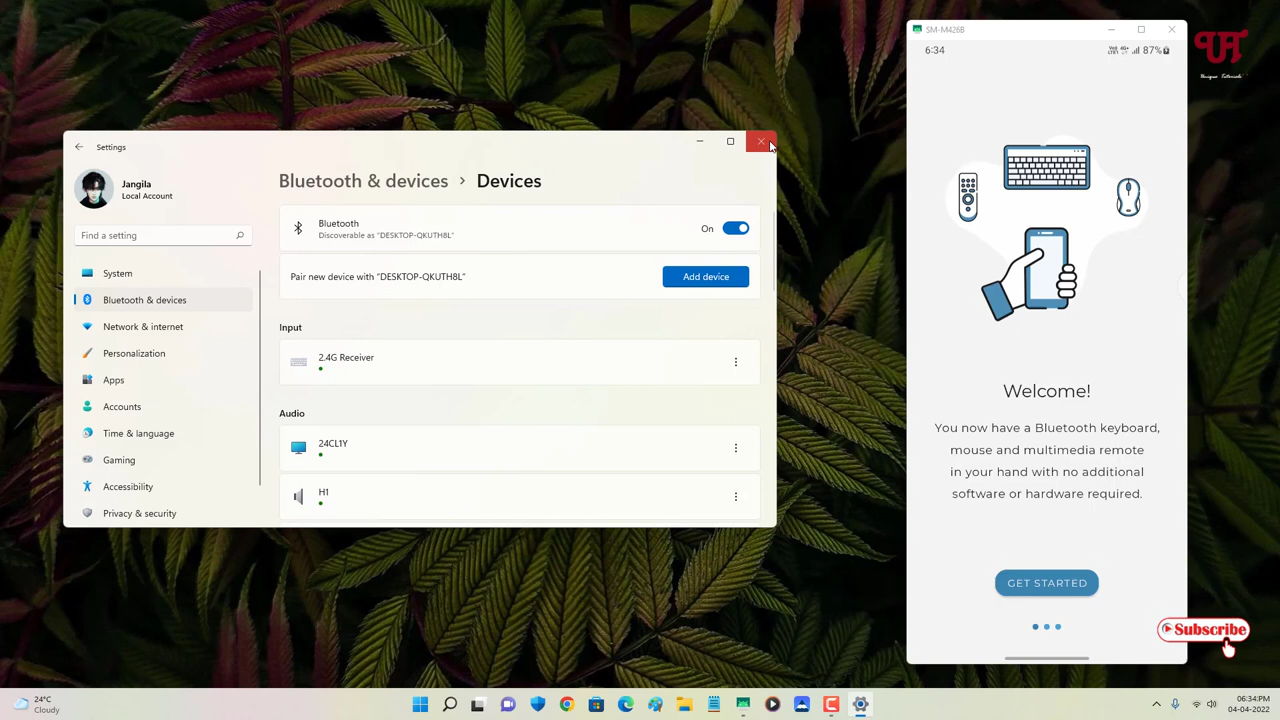 Settings
Jangila
Local Account
Find a setting
System
Bluetooth & devices
Network & internet
Personalization
Apps
Accounts
Time & language
Gaming
Accessibility
Privacy & security
Bluetooth & devices > Devices
Bluetooth
Discoverable as "DESKTOP-QKUTH8L"
On
Pair new device with "DESKTOP-QKUTH8L"
Add device
Input
2.4G Receiver
Audio
24CL1Y
H1
SM-M426B
6:34
87%
Welcome!
You now have a Bluetooth keyboard,
mouse and multimedia remote
in your hand with no additional
software or hardware required.
GET STARTED
UT
Unique Tutorials
Subscribe
24°C
Cloudy
06:34:PM
04-04-2022